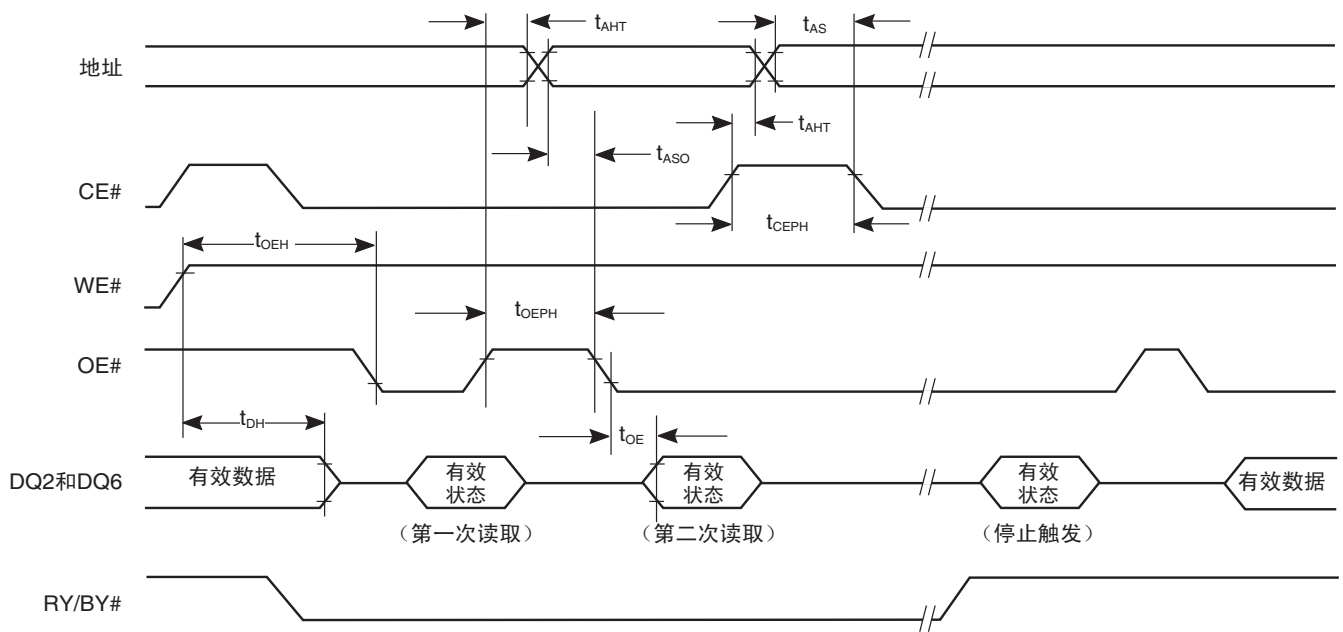 tAHT
tAS
地址
tAHT
tASO
CE#
tCEPH
tOEH
WE#
tOEPH
OE#
tDH
tOE
DQ2和DQ6
有效数据
有效
状态
有效
状态
有效
状态
有效数据
（第一次读取）
（第二次读取）
（停止触发）
RY/BY#